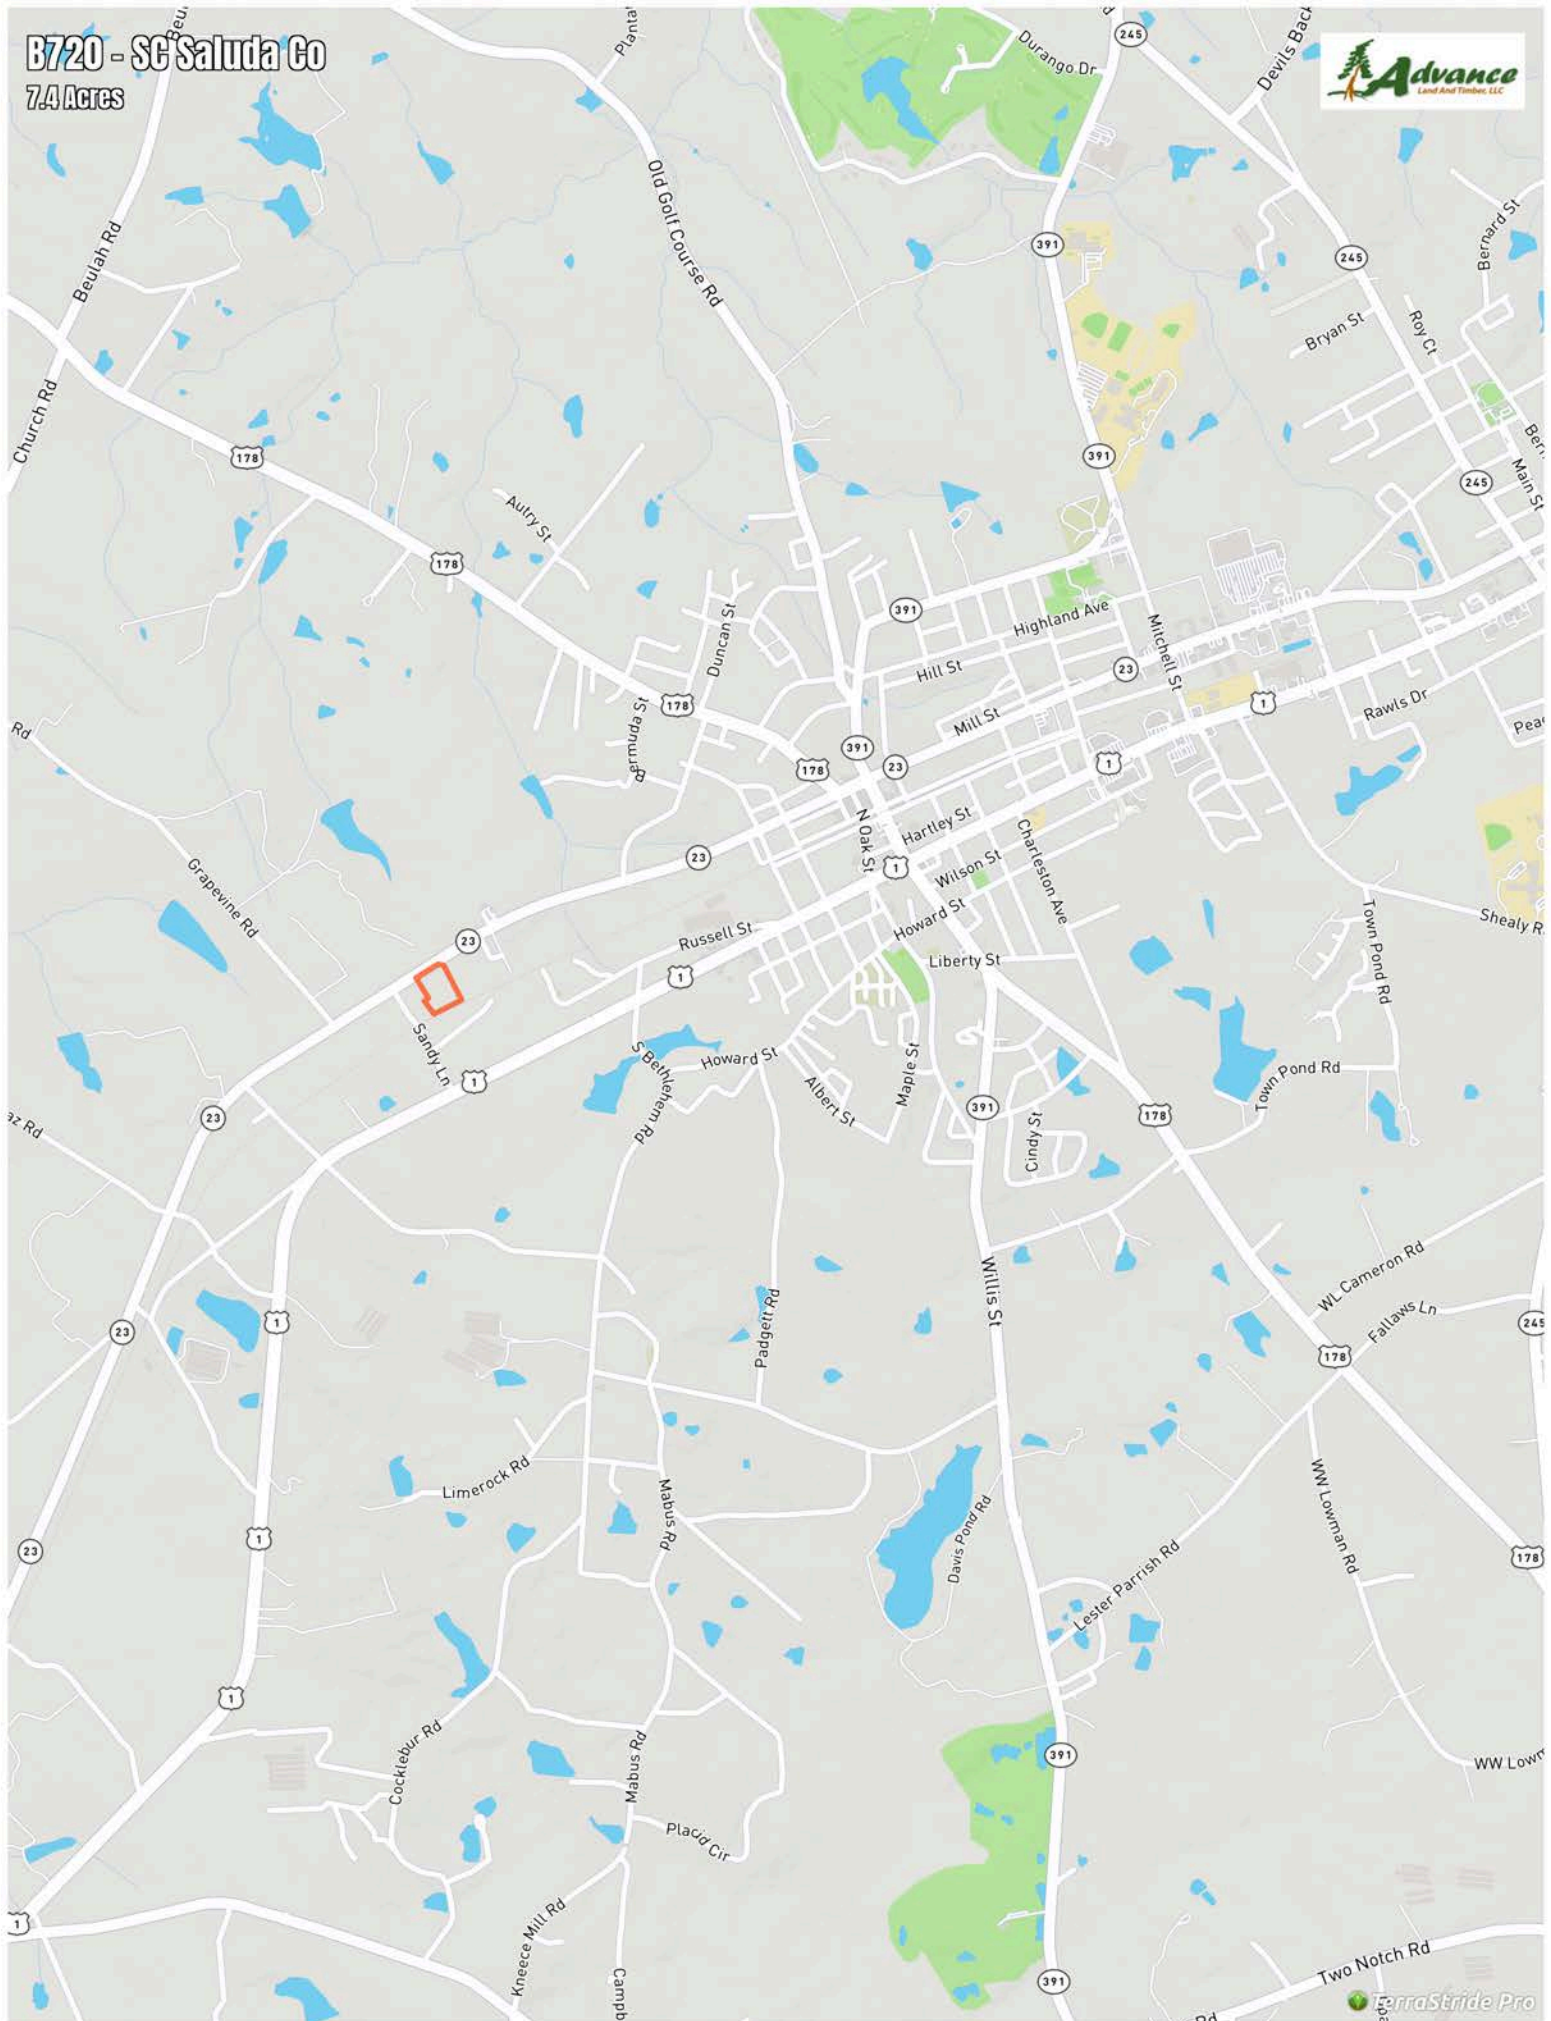 B720 - SC Saluda Co
7.4 Acres
Advance
Land And Timber, LLC
Durango Dr
245
Old Golf Course Rd
Beulah Rd
391
245
Bernard St
Bryan St
Roy Ct
Church Rd
178
391
245
Main St
Autry St
178
391
Duncan St
Highland Ave
Mitchell St
Hill St
23
178
Bermuda St
Mill St
1
Rawls Dr
Rd
391
178
23
1
N Oak St
Hartley St
Charleston Ave
23
1
Wilson St
Grapevine Rd
Howard St
Town Pond Rd
23
Russell St
1
Liberty St
Sandy Ln
1
S Bethlehem Rd
Howard St
Albert St
Maple St
391
Cindy St
178
Town Pond Rd
23
Willis St
WL Cameron Rd
Fallaws Ln
245
23
1
Padgett Rd
178
Limerock Rd
Mabus Rd
Davis Pond Rd
WW Lowman Rd
23
1
178
Lester Parrish Rd
1
Cocklebur Rd
Mabus Rd
391
Placid Cir
1
Kneece Mill Rd
391
Two Notch Rd
Rd
TerraStride Pro